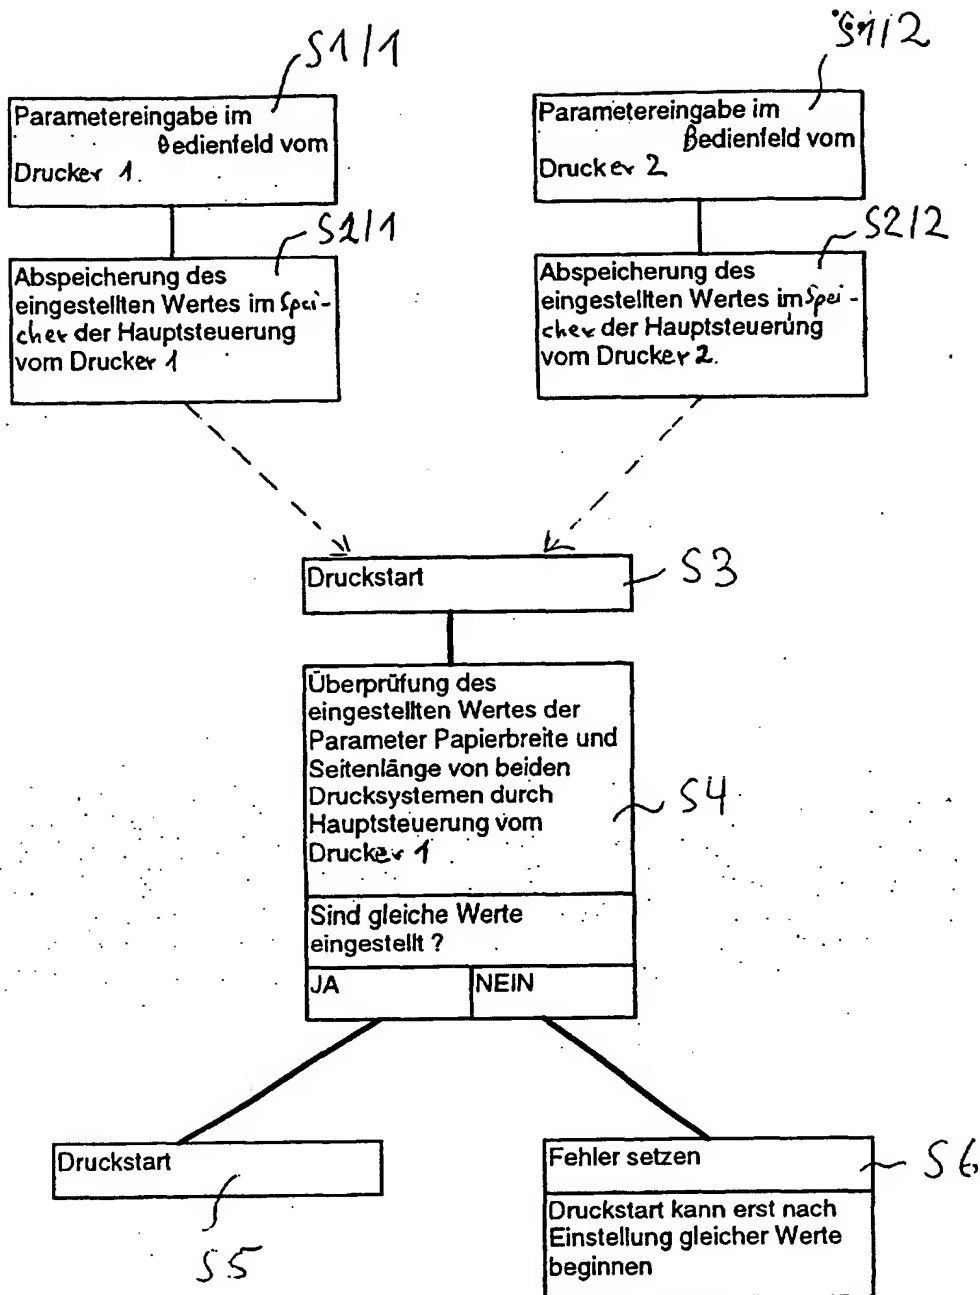 S1/1
S1/2
Parametereingabe im
Bedienfeld vom
Drucker 1.
Parametereingabe im
Bedienfeld vom
Drucker 2
S2/1
S2/2
Abspeicherung des
eingestellten Wertes im Spei-
cher der Hauptsteuerung
vom Drucker 1
Abspeicherung des
eingestellten Wertes im Spei-
cher der Hauptsteuerung
vom Drucker 2.
Druckstart
S3
Überprüfung des
eingestellten Wertes der
Parameter Papierbreite und
Seitenlänge von beiden
Drucksystemen durch
Hauptsteuerung vom
Drucker 1
S4
Sind gleiche Werte
eingestellt ?
JA
NEIN
Druckstart
S5
Fehler setzen
S6
Druckstart kann erst nach
Einstellung gleicher Werte
beginnen